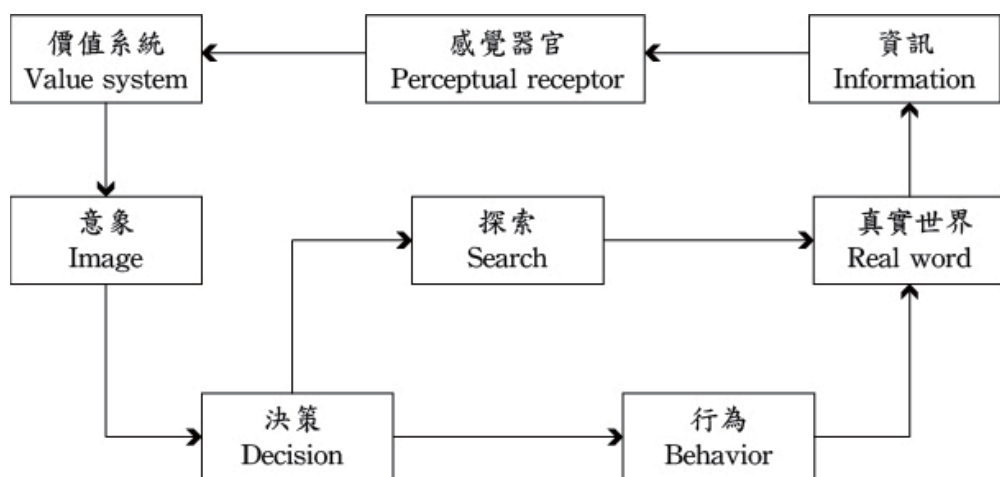 價值系統
Value system
感覺器官
Perceptual receptor
資訊
Information
意象
Image
探索
Search
真實世界
Real word
決策
Decision
行為
Behavior